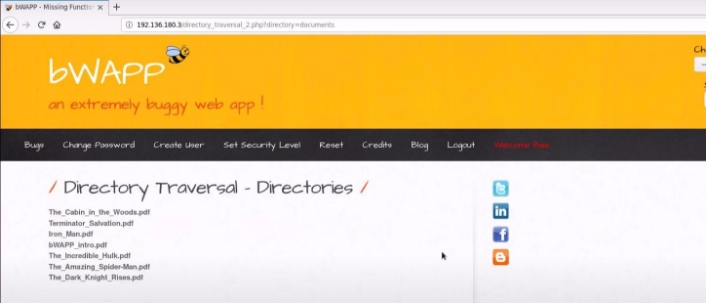 bWAPP - Missing Functio
192.136.180.3/directory_traversal_2.php?directory=documents
bWAPP
an extremely buggy web app !
Bugs Change Password Create User Set Security Level Reset Credits Blog Logout Welcome Bee
/ Directory Traversal - Directories /
The_Cabin_in_the_Woods.pdf
Terminator_Salvation.pdf
Iron_Man.pdf
bWAPP_intro.pdf
The_Incredible_Hulk.pdf
The_Amazing_Spider-Man.pdf
The_Dark_Knight_Rises.pdf